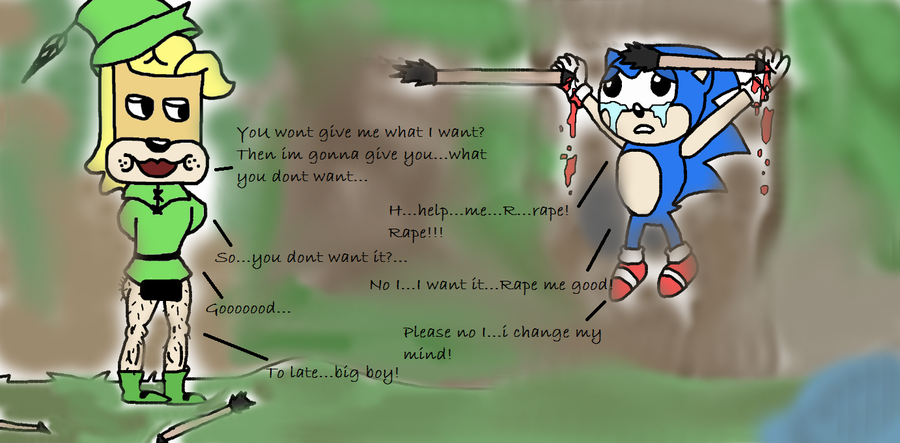 YoU wont give me what I want?
Then im gonna give you...what
you dont want...
H...help...me...R...rape!
Rape!!!
So...you dont want it?...
No I...I want it...Rape me good!
Gooooood...
Please no I...i change my
mind!
To late...big boy!